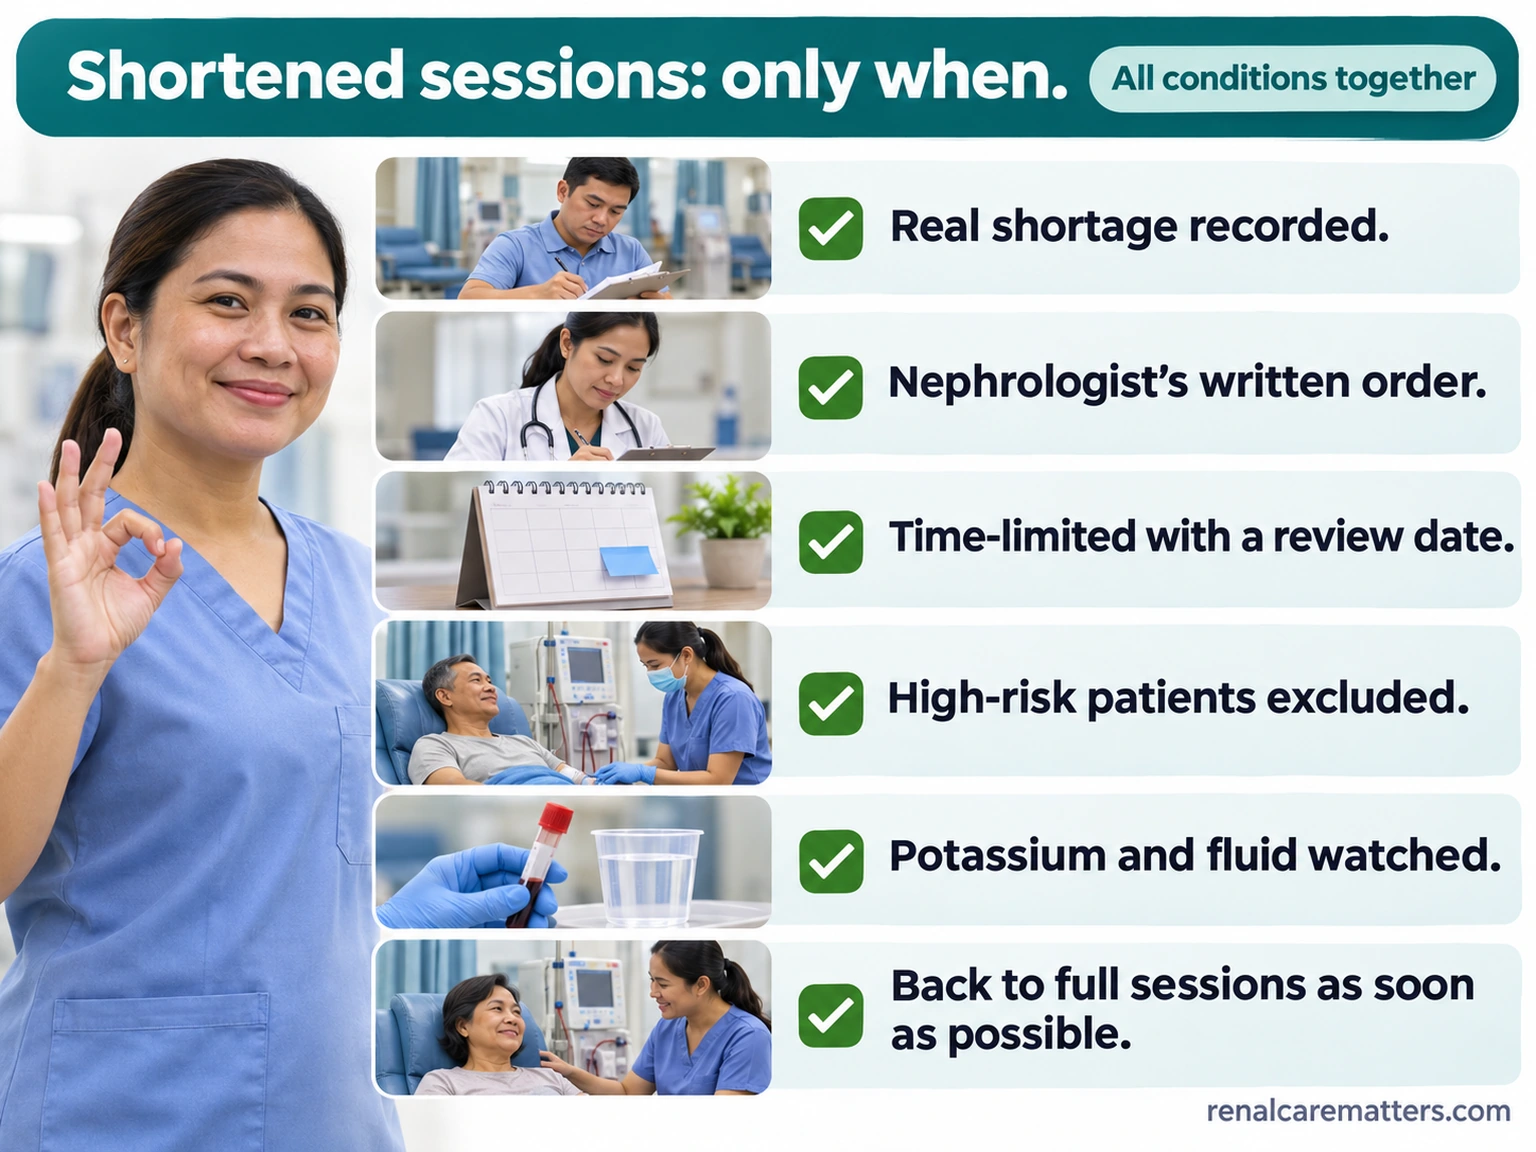 Shortened sessions: only when.
All conditions together
Real shortage recorded.
Nephrologist’s written order.
Time-limited with a review date.
High-risk patients excluded.
Potassium and fluid watched.
Back to full sessions as soon
as possible.
renalcarematters.com